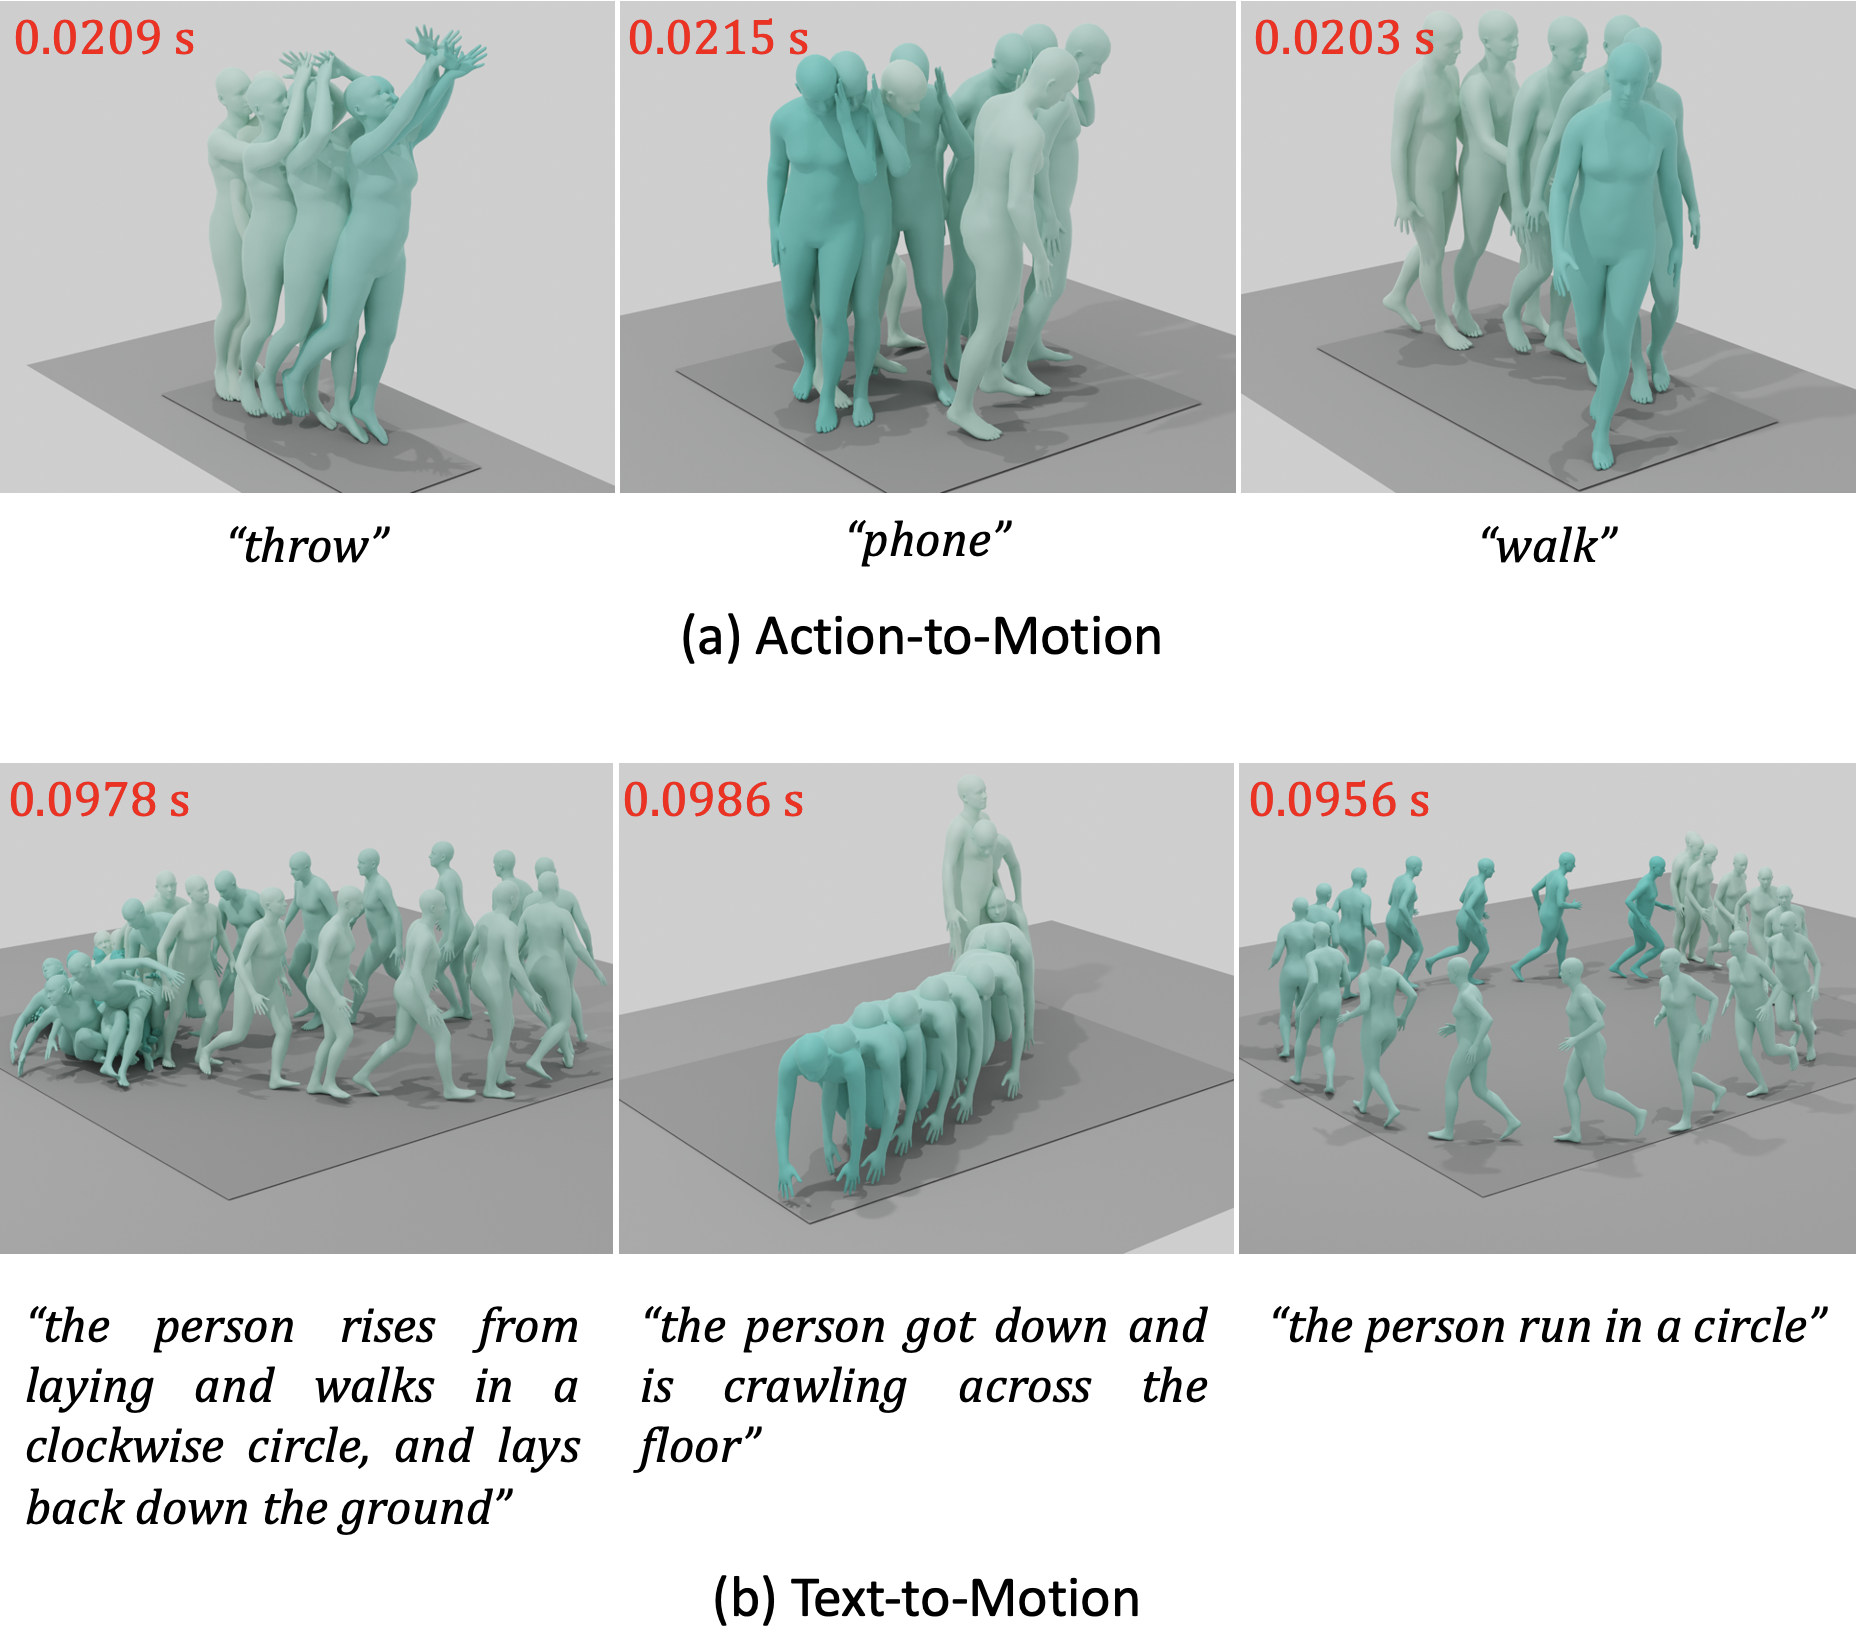 0.0209 s
0.0215 s
0.0203 s
“throw”
“phone”
“walk”
(a) Action-to-Motion
0.0978 s
0.0986 s
0.0956 s
“the person rises from
laying and walks in a
clockwise circle, and lays
back down the ground”
“the person got down and
is crawling across the
floor”
“the person run in a circle”
(b) Text-to-Motion